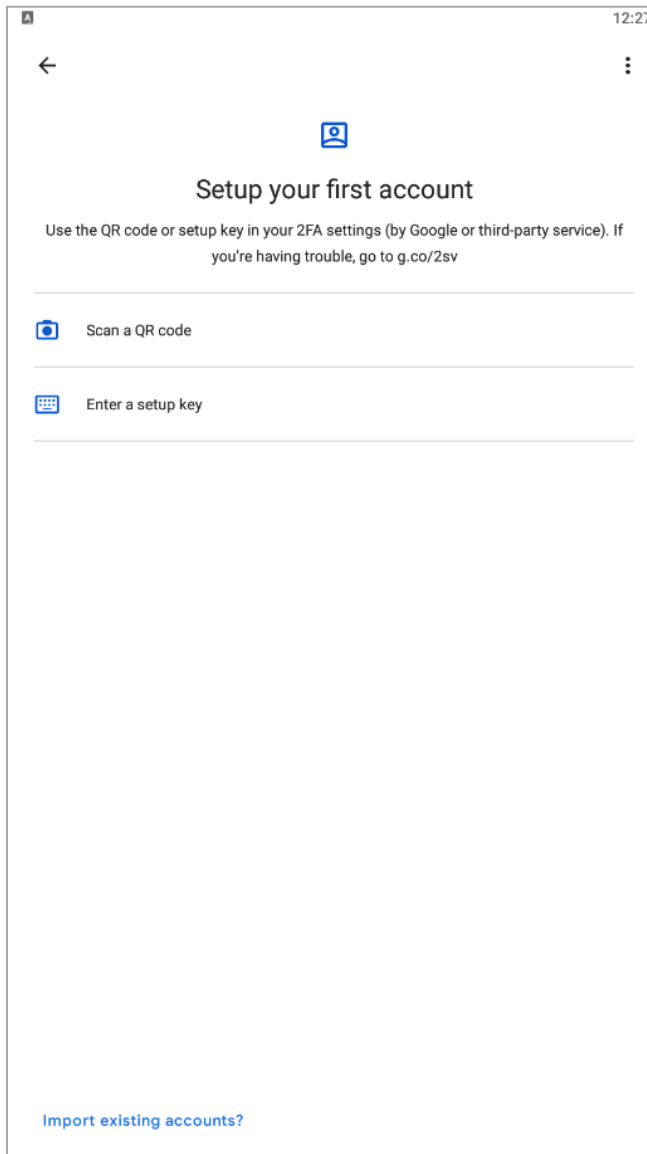 12:27
Setup your first account
Use the QR code or setup key in your 2FA settings (by Google or third-party service). If
you're having trouble, go to g.co/2sv
Scan a QR code
Enter a setup key
Import existing accounts?